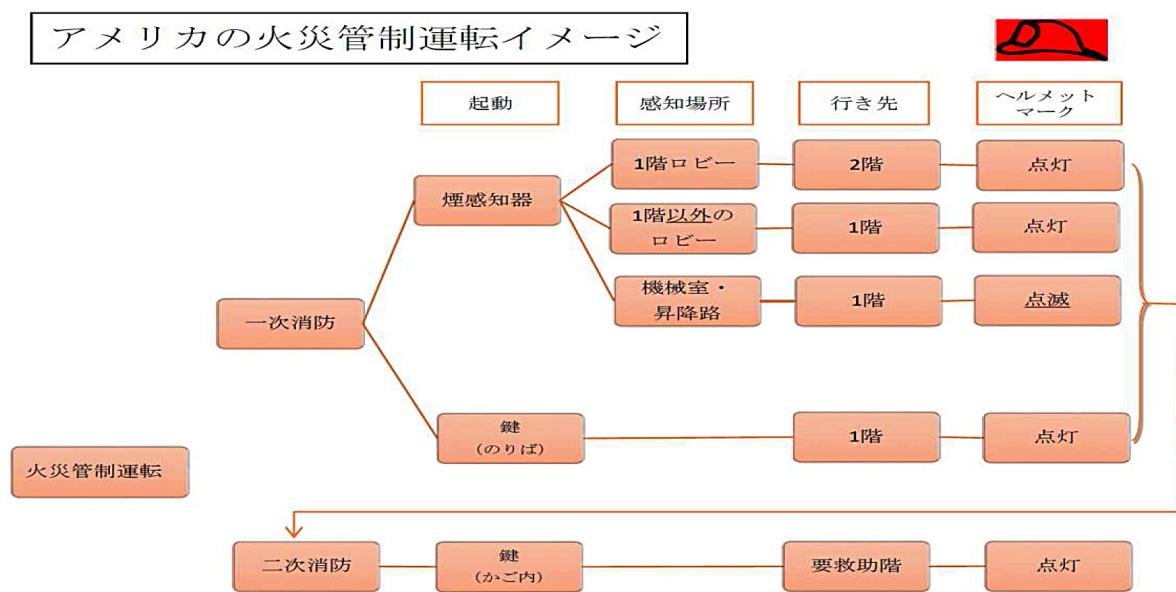 アメリカの火災管制運転イメージ
起動
感知場所
行き先
ヘルメット
マーク
煙感知器
1階ロビー
2階
点灯
1階以外の
ロビー
1階
点灯
機械室・
昇降路
1階
点滅
一次消防
鍵
(のりば)
1階
点灯
火災管制運転
二次消防
鍵
(かご内)
要救助階
点灯